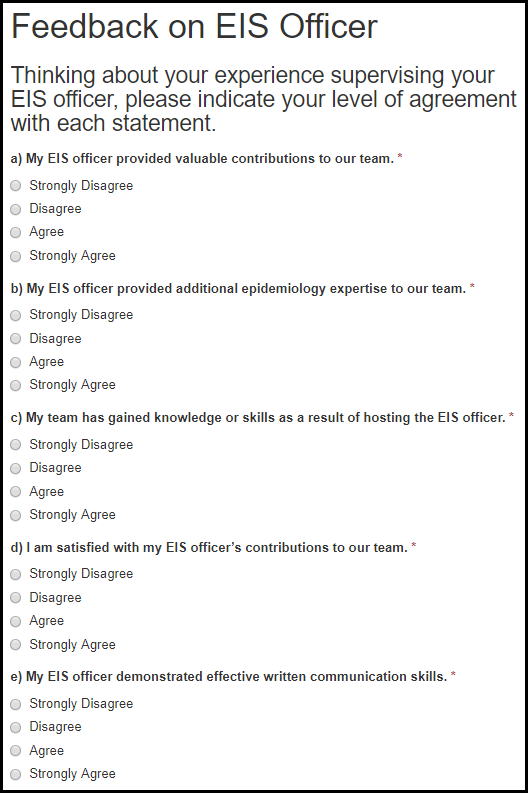 Feedback on EIS Officer
Thinking about your experience supervising your
EIS officer, please indicate your level of agreement
with each statement.
a) My EIS officer provided valuable contributions to our team. *
Strongly Disagree
Disagree
Agree
Strongly Agree
b) My EIS officer provided additional epidemiology expertise to our team. *
Strongly Disagree
Disagree
Agree
Strongly Agree
c) My team has gained knowledge or skills as a result of hosting the EIS officer. *
Strongly Disagree
Disagree
Agree
Strongly Agree
d) I am satisfied with my EIS officer’s contributions to our team. *
Strongly Disagree
Disagree
Agree
Strongly Agree
e) My EIS officer demonstrated effective written communication skills. *
Strongly Disagree
Disagree
Agree
Strongly Agree